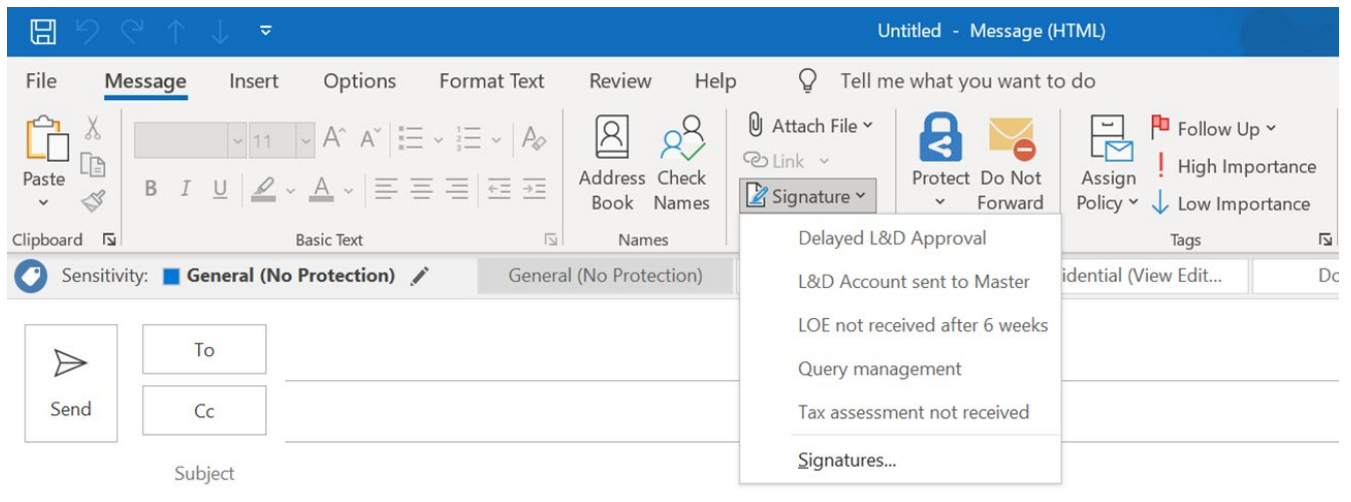 Untitled - Message (HTML)
File Message Insert Options Format Text Review Help Tell me what you want to do
Paste
Clipboard
11
B I U A
Basic Text
Address Book
Check Names
Names
Attach File
Link
Signature
Protect
Do Not Forward
Assign Policy
Follow Up
High Importance
Low Importance
Tags
Sensitivity: General (No Protection)
General (No Protection)
(View Edit...
Delayed L&D Approval
L&D Account sent to Master
LOE not received after 6 weeks
Query management
Tax assessment not received
Signatures...
Send
To
Cc
Subject